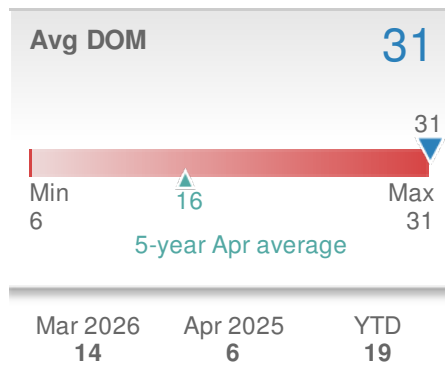 Avg DOM 31
31
Min Max
6 16 31
5-year Apr average
Mar 2026 Apr 2025 YTD
14 6 19